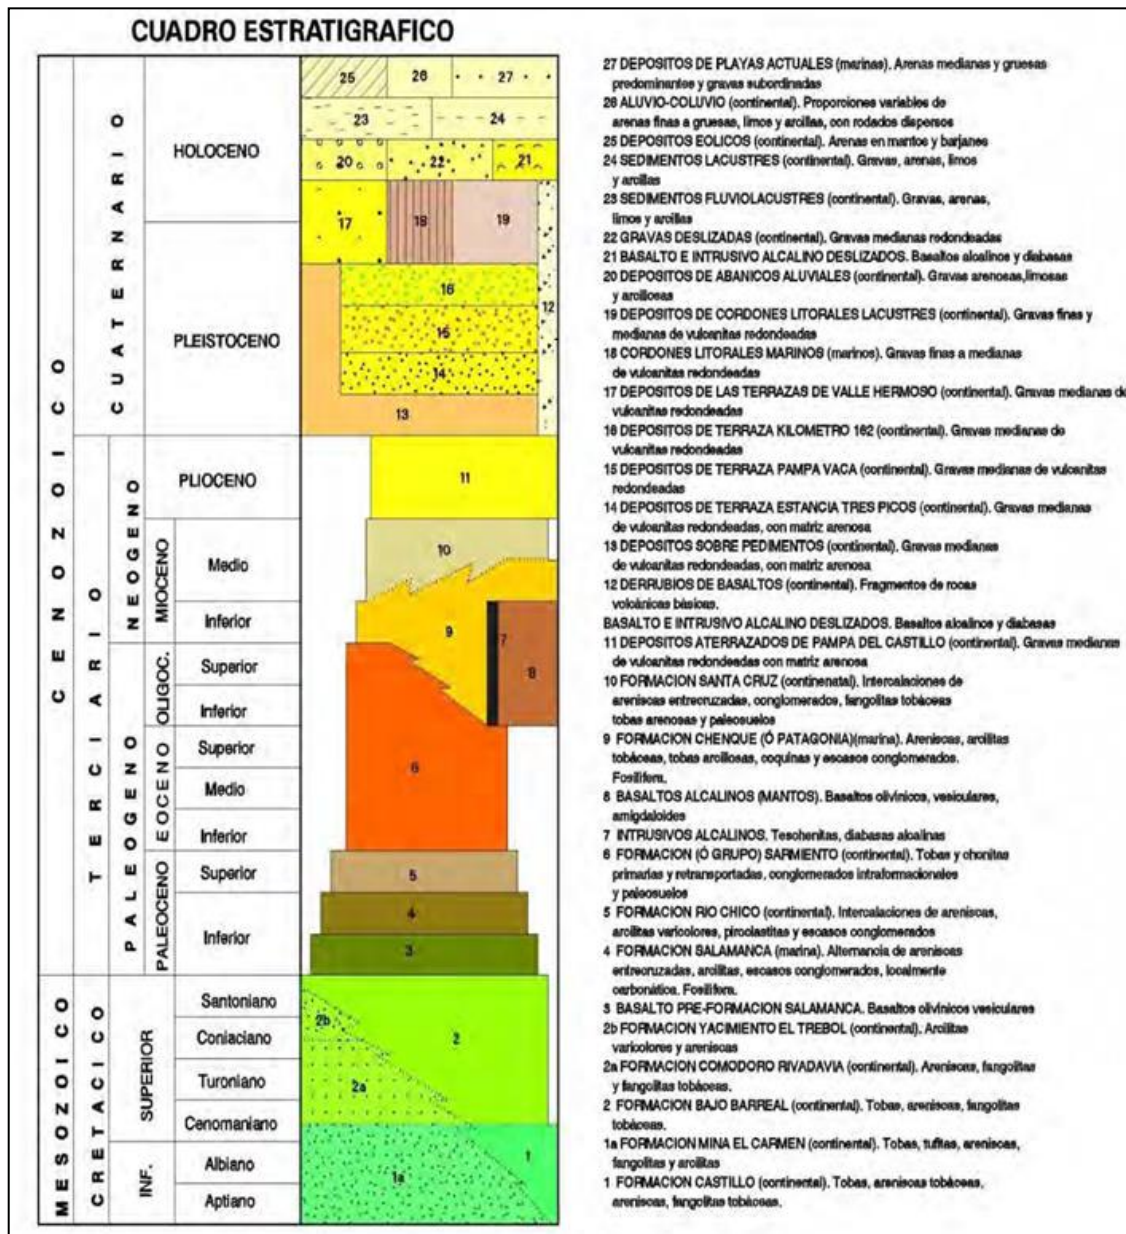 CUADRO ESTRATIGRAFICO
CENOZOICO
CUATERNARIO
HOLOCENO
PLEISTOCENO
TERCIARIO
NEOGENO
PLIOCENO
MIOCENO
Medio
Inferior
PALEOGENO
OLIGOC.
Superior
Inferior
EOCENO
Superior
Medio
Inferior
PALEOCENO
Superior
Inferior
MESOZOICO
CRETACICO
SUPERIOR
Santoniano
Coniaciano
Turoniano
Cenomaniano
INF.
Albiano
Aptiano
25 26 27
23 24
20 22 21
17 18 19
16
12
15
14
13
11
10
9 7 8
6
5
4
3
2b 2
2a
1a 1
27 DEPOSITOS DE PLAYAS ACTUALES (marinas). Arenas medianas y gruesas
predominantes y gravas subordinadas
26 ALUVIO-COLUVIO (continental). Proporciones variables de
arenas finas a gruesas, limos y arcillas, con rodados dispersos
25 DEPOSITOS EOLICOS (continental). Arenas en mantos y barjanes
24 SEDIMENTOS LACUSTRES (continental). Gravas, arenas, limos
y arcillas
23 SEDIMENTOS FLUVIOLACUSTRES (continental). Gravas, arenas,
limos y arcillas
22 GRAVAS DESLIZADAS (continental). Gravas medianas redondeadas
21 BASALTO E INTRUSIVO ALCALINO DESLIZADOS. Basaltos alcalinos y diabasas
20 DEPOSITOS DE ABANICOS ALUVIALES (continental). Gravas arenosas,limosas
y arcillosas
19 DEPOSITOS DE CORDONES LITORALES LACUSTRES (continental). Gravas finas y
medianas de vulcanitas redondeadas
18 CORDONES LITORALES MARINOS (marinos). Gravas finas a medianas
de vulcanitas redondeadas
17 DEPOSITOS DE LAS TERRAZAS DE VALLE HERMOSO (continental). Gravas medianas de
vulcanitas redondeadas
16 DEPOSITOS DE TERRAZA KILOMETRO 162 (continental). Gravas medianas de
vulcanitas redondeadas
15 DEPOSITOS DE TERRAZA PAMPA VACA (continental). Gravas medianas de vulcanitas
redondeadas
14 DEPOSITOS DE TERRAZA ESTANCIA TRES PICOS (continental). Gravas medianas
de vulcanitas redondeadas, con matriz arenosa
13 DEPOSITOS SOBRE PEDIMENTOS (continental). Gravas medianas
de vulcanitas redondeadas, con matriz arenosa
12 DERRUBIOS DE BASALTOS (continental). Fragmentos de rocas
volcánicas básicas.
BASALTO E INTRUSIVO ALCALINO DESLIZADOS. Basaltos alcalinos y diabasas
11 DEPOSITOS ATERRAZADOS DE PAMPA DEL CASTILLO (continental). Gravas medianas
de vulcanitas redondeadas con matriz arenosa
10 FORMACION SANTA CRUZ (continenatal). Intercalaciones de
areniscas entrecruzadas, conglomerados, fangolitas tobáceas
tobas arenosas y paleosuelos
9 FORMACION CHENQUE (Ó PATAGONIA)(marina). Areniscas, arcilitas
tobáceas, tobas arcillosas, coquinas y escasos conglomerados.
Fosilífera.
8 BASALTOS ALCALINOS (MANTOS). Basaltos olivínicos, vesiculares,
amigdaloides
7 INTRUSIVOS ALCALINOS. Teschenitas, diabasas alcalinas
6 FORMACION (Ó GRUPO) SARMIENTO (continental). Tobas y chonitas
primarias y retransportadas, conglomerados intraformacionales
y paleosuelos
5 FORMACION RIO CHICO (continental). Intercalaciones de areniscas,
arcilitas varicolores, piroclastitas y escasos conglomerados
4 FORMACION SALAMANCA (marina). Alternancia de areniscas
entrecruzadas, arcilitas, escasos conglomerados, localmente
carbonática. Fosilífera.
3 BASALTO PRE-FORMACION SALAMANCA. Basaltos olivínicos vesiculares
2b FORMACION YACIMIENTO EL TREBOL (continental). Arcilitas
varicolores y areniscas
2a FORMACION COMODORO RIVADAVIA (continental). Areniscas, fangolitas
y fangolitas tobáceas.
2 FORMACION BAJO BARREAL (continental). Tobas, areniscas, fangolitas
tobáceas.
1a FORMACION MINA EL CARMEN (continental). Tobas, tufitas, areniscas,
fangolitas y arcilitas
1 FORMACION CASTILLO (continental). Tobas, areniscas tobáceas,
areniscas, fangolitas tobáceas.